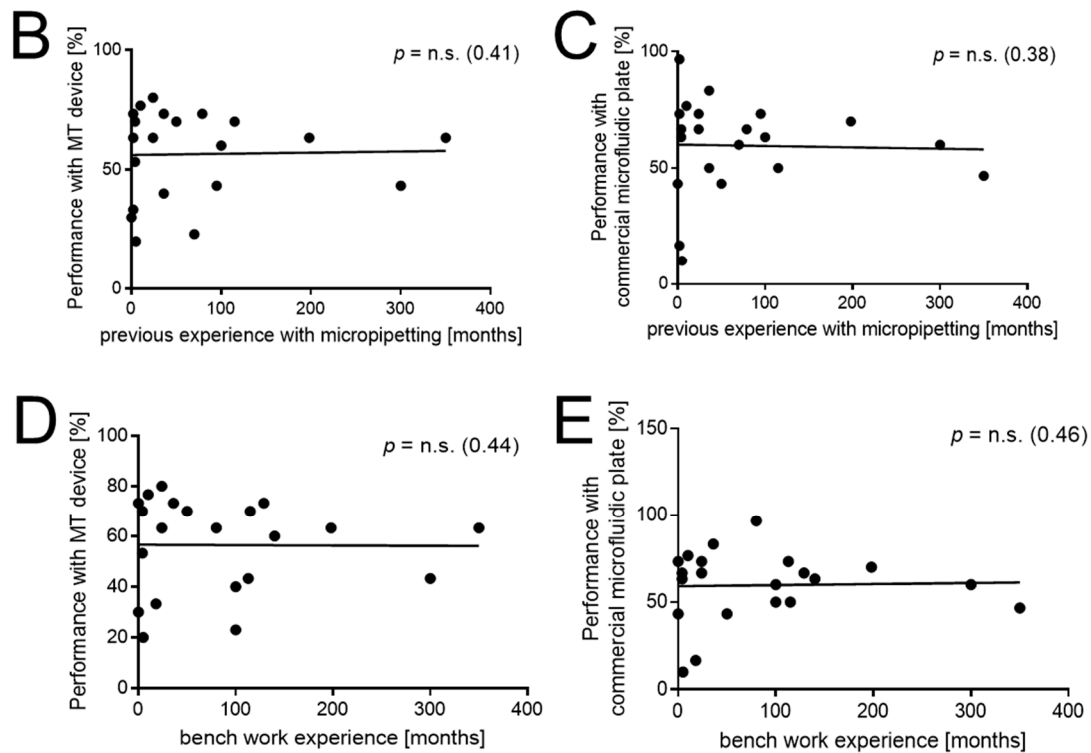 B
Performance with MT device [%]
100
50
0
p = n.s. (0.41)
0 100 200 300 400
previous experience with micropipetting [months]
C
Performance with
commercial microfluidic plate [%]
100
50
0
p = n.s. (0.38)
0 100 200 300 400
previous experience with micropipetting [months]
D
Performance with MT device [%]
100
80
60
40
20
0
p = n.s. (0.44)
0 100 200 300 400
bench work experience [months]
E
Performance with
commercial microfluidic plate [%]
150
100
50
0
p = n.s. (0.46)
0 100 200 300 400
bench work experience [months]